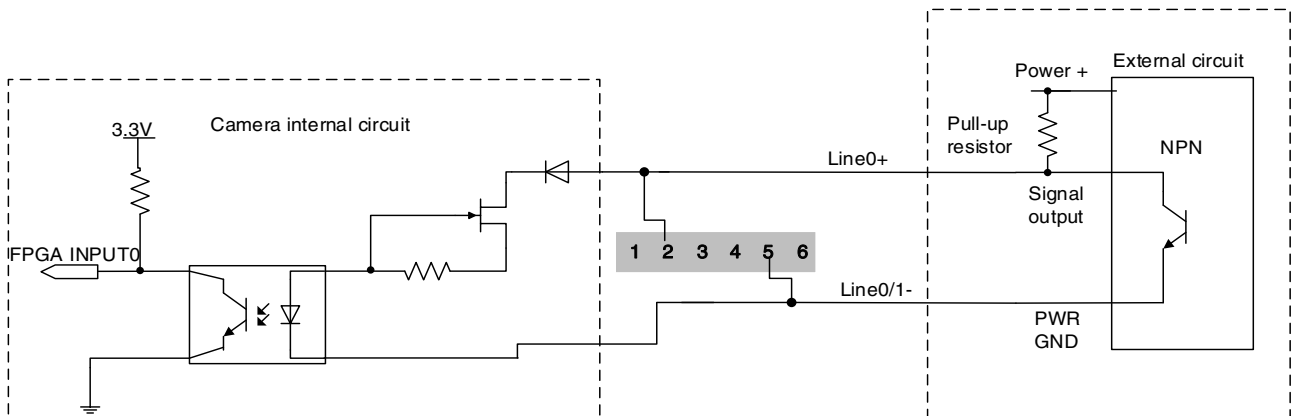 External circuit
Power +
3.3V
Camera internal circuit
Pull-up
resistor
NPN
Line0+
Signal
output
FPGA INPUT0
1 2 3 4 5 6
Line0/1-
PWR
GND